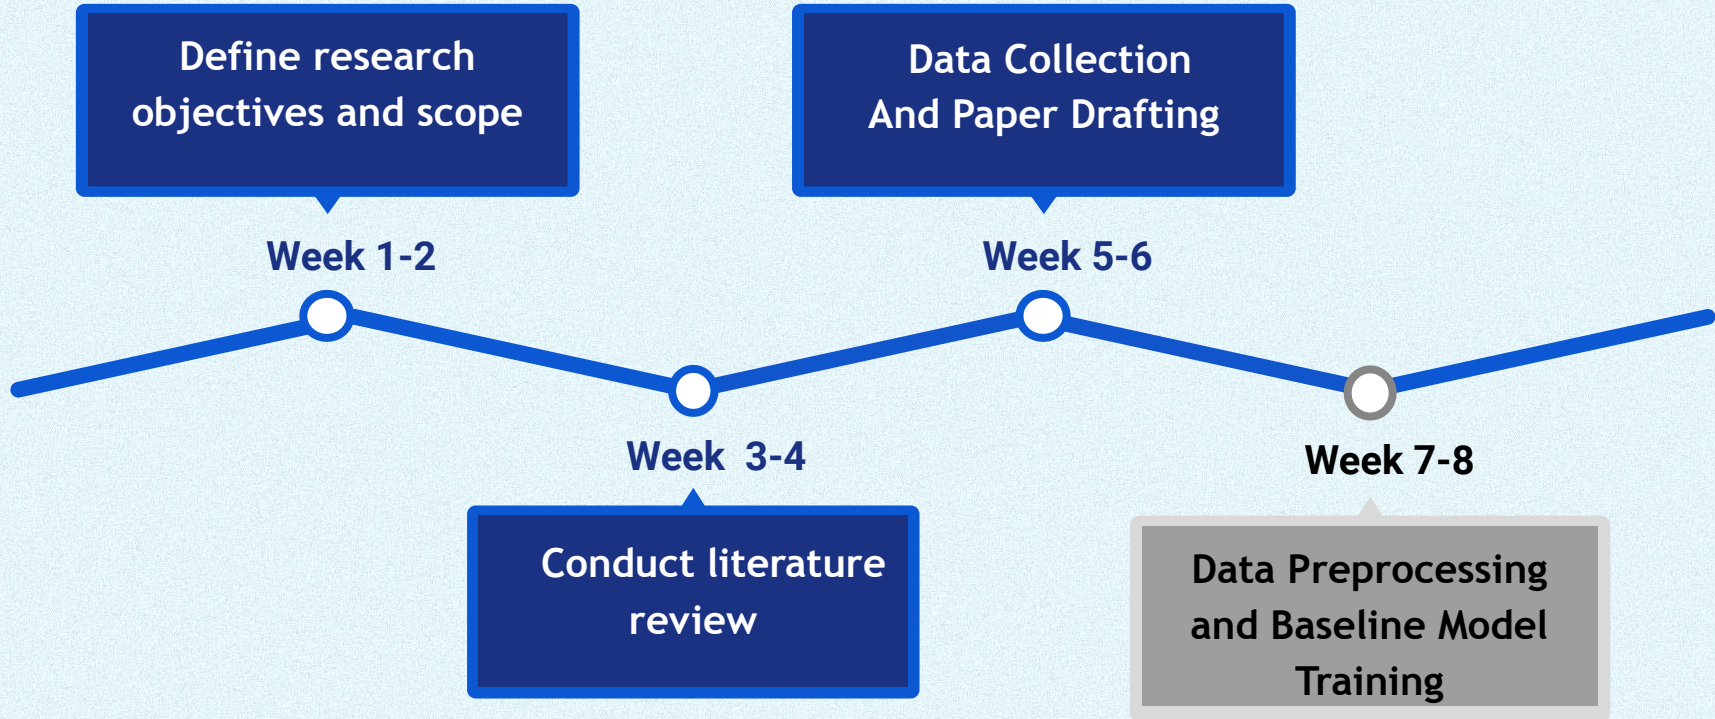 Define research
objectives and scope
Week 1-2
Week 3-4
Conduct literature
review
Data Collection
And Paper Drafting
Week 5-6
Week 7-8
Data Preprocessing
and Baseline Model
Training